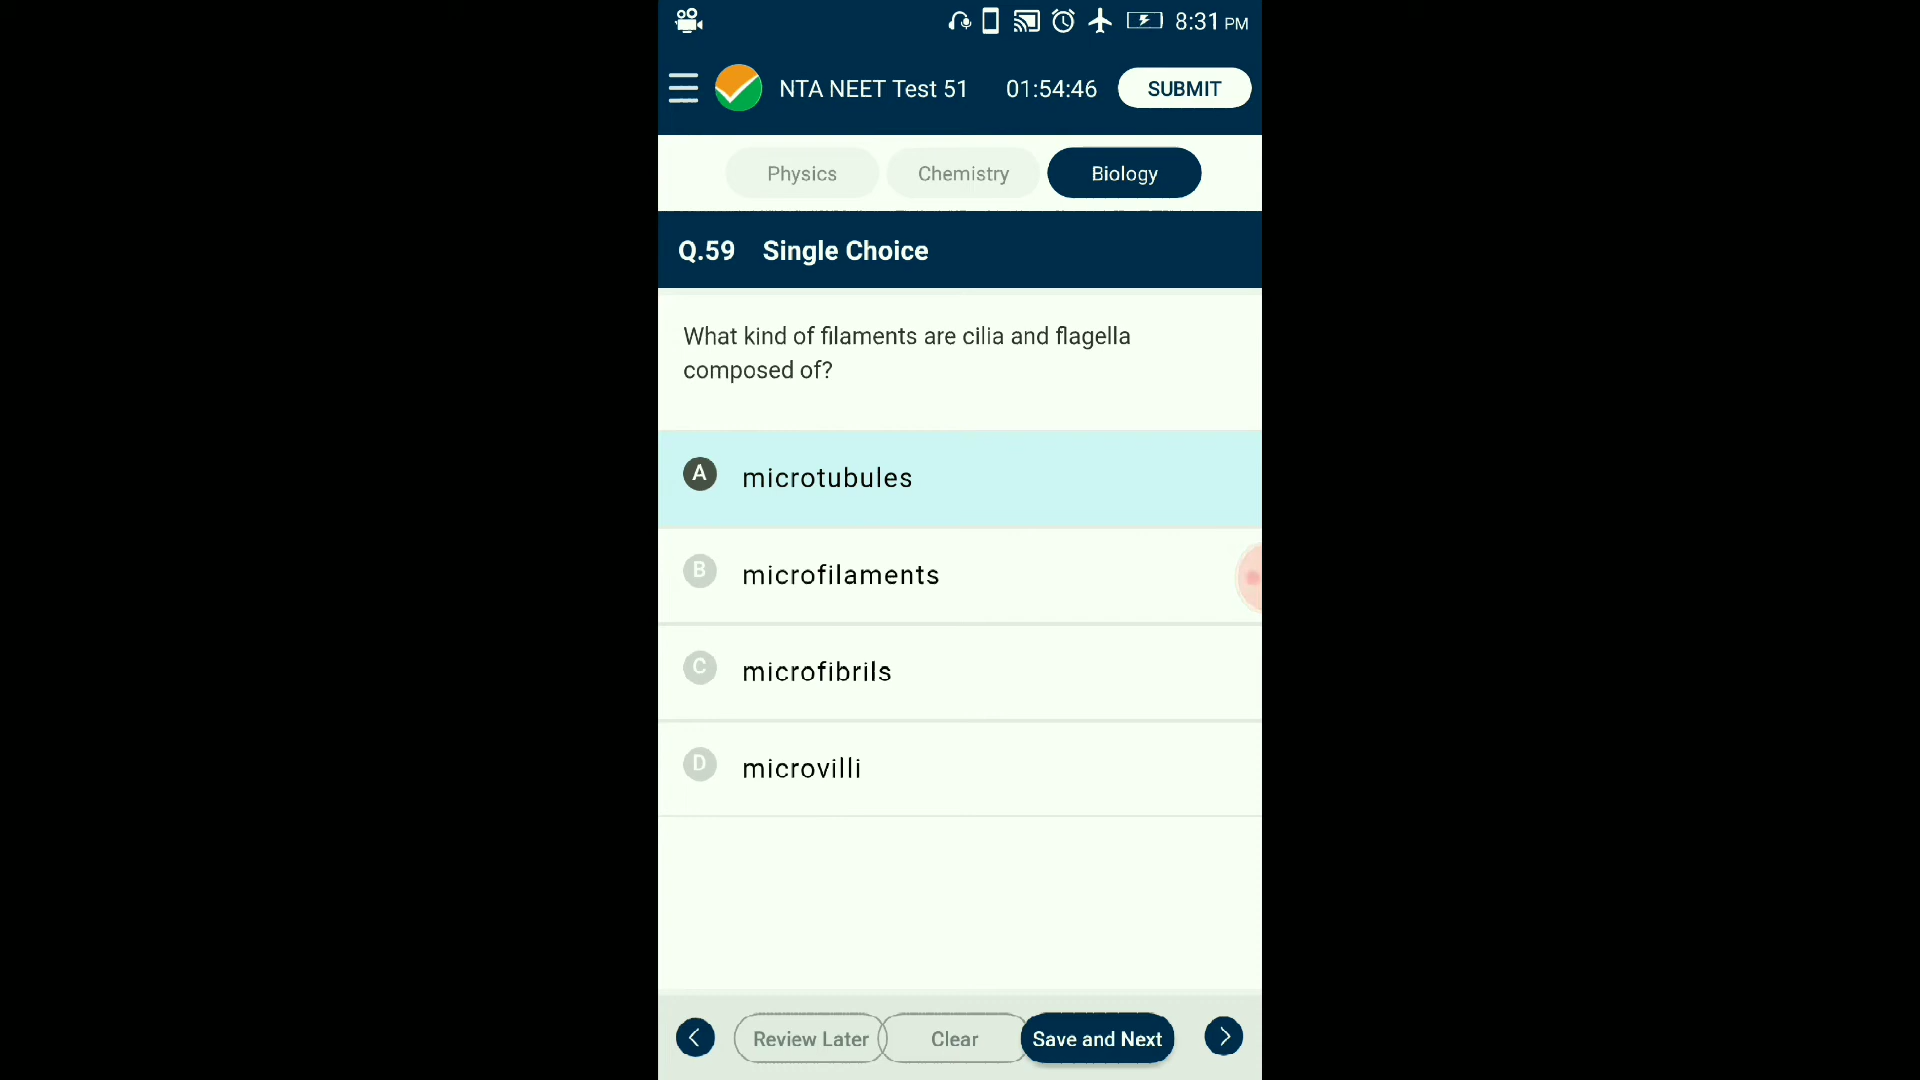 8:31 PM
NTA NEET Test 51 01:54:46 SUBMIT
Physics Chemistry Biology
Q.59 Single Choice
What kind of filaments are cilia and flagella
composed of?
A microtubules
B microfilaments
C microfibrils
D microvilli
Review Later Clear Save and Next